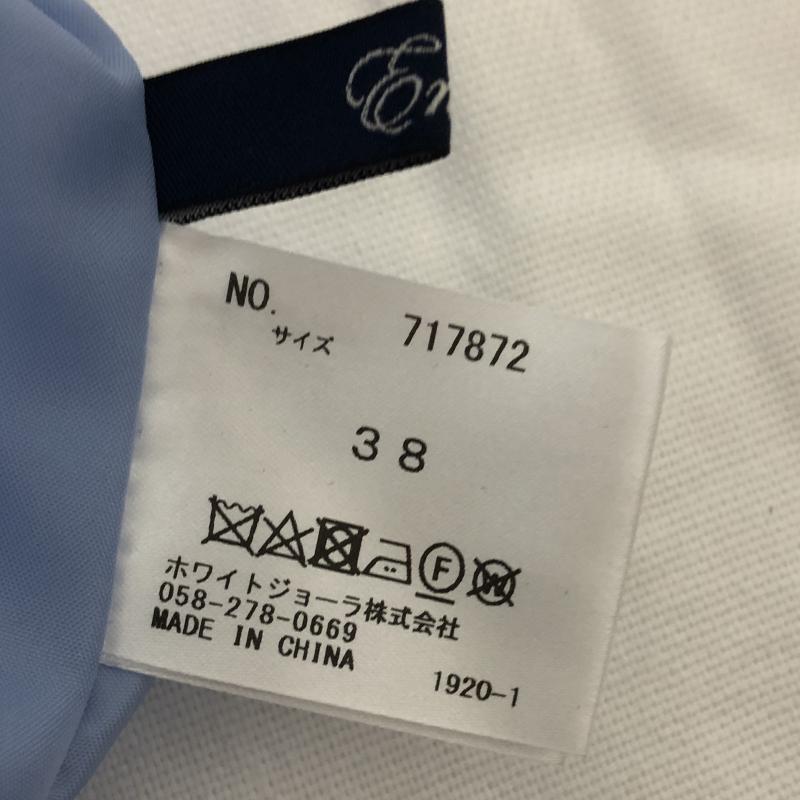 En
NO. 717872
サイズ
38
F
W
ホワイトジョーラ株式会社
058-278-0669
MADE IN CHINA
1920-1